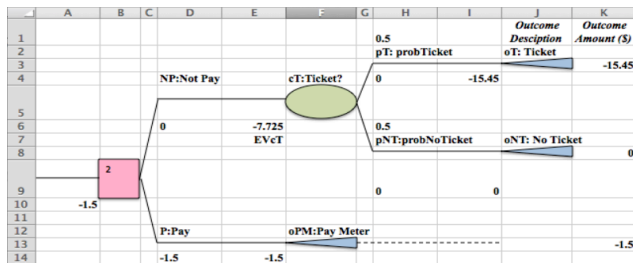 A B C D E F G H I J K
Outcome Outcome
1 0.5 Desciption Amount ($)
2 pT: probTicket oT: Ticket
3 -15.45
4 NP:Not Pay cT:Ticket? 0 -15.45
5
6 0 -7.725 0.5
7 EVcT pNT:probNoTicket oNT: No Ticket
8 0
2
9 0 0
10 -1.5
11
12 P:Pay oPM:Pay Meter
13 -1.5
14 -1.5 -1.5